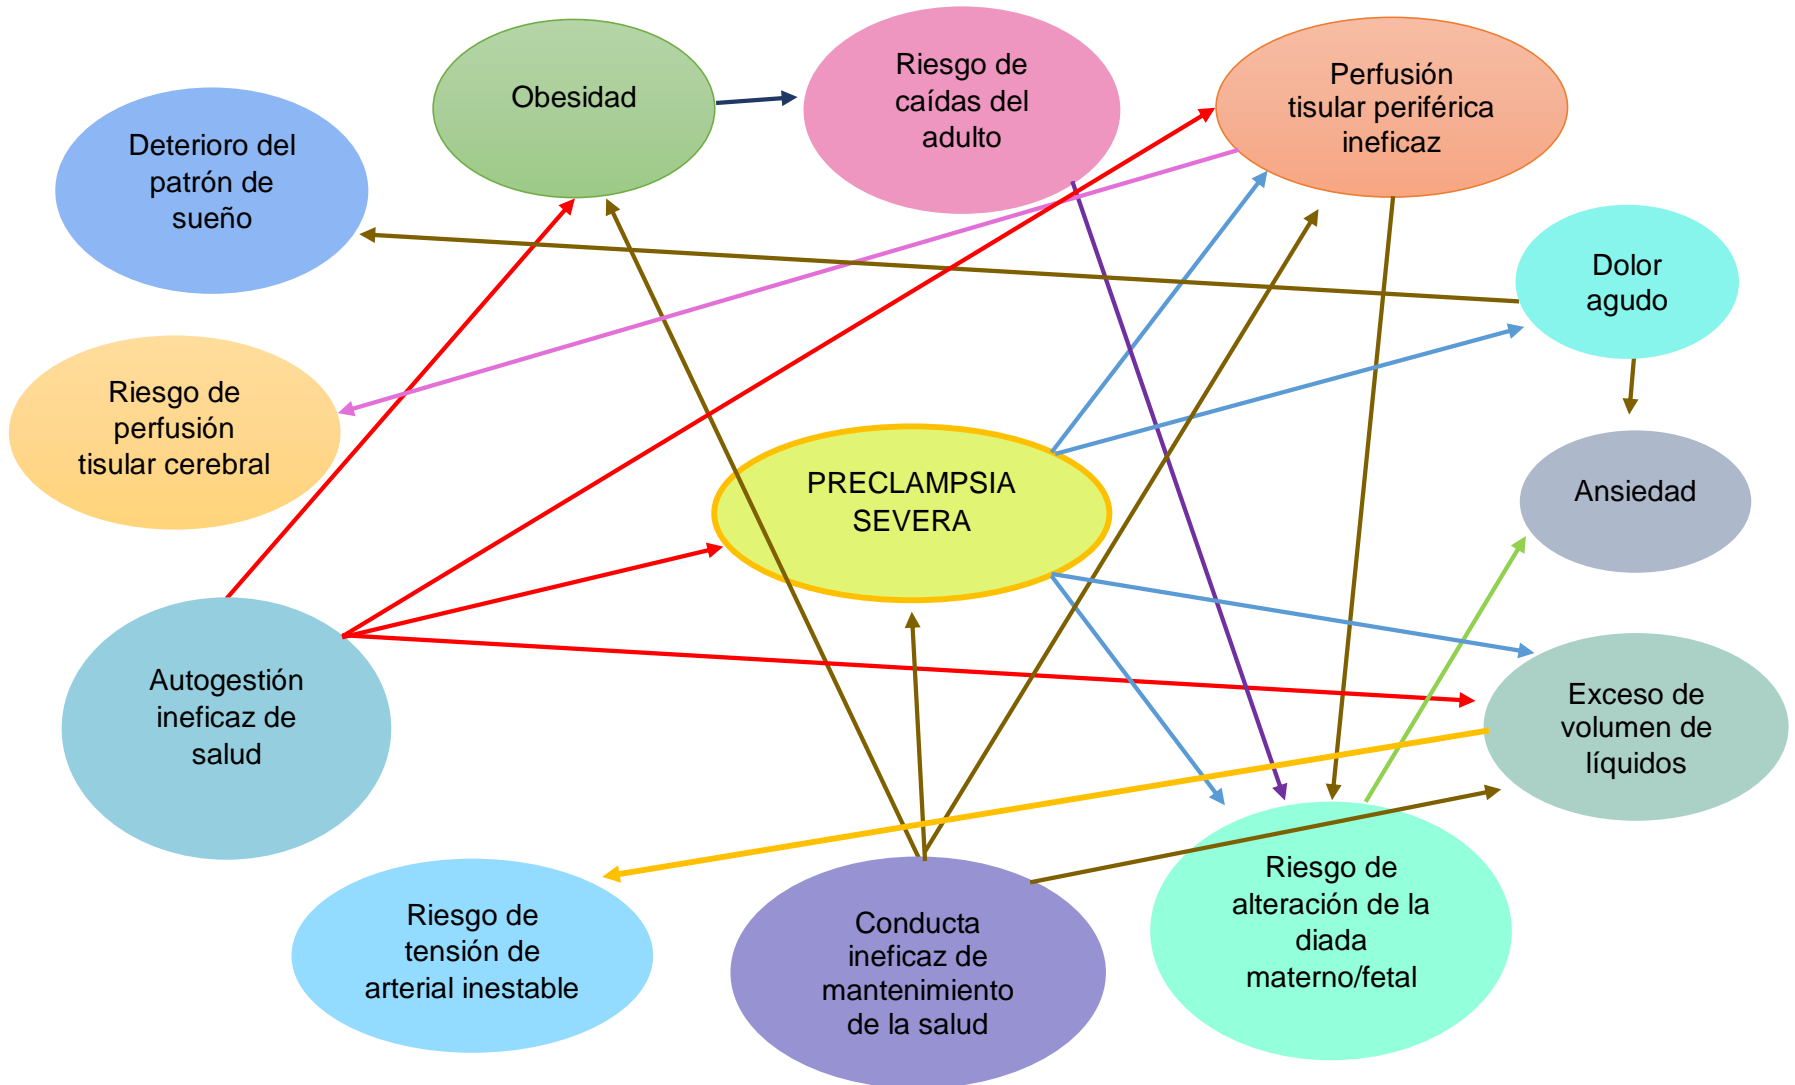 Obesidad
Riesgo de
caídas del
adulto
Perfusión
tisular periférica
ineficaz
Deterioro del
patrón de
sueño
Dolor
agudo
Riesgo de
perfusión
tisular cerebral
PRECLAMPSIA
SEVERA
Ansiedad
Autogestión
ineficaz de
salud
Exceso de
volumen de
líquidos
Riesgo de
tensión de
arterial inestable
Conducta
ineficaz de
mantenimiento
de la salud
Riesgo de
alteración de la
diada
materno/fetal